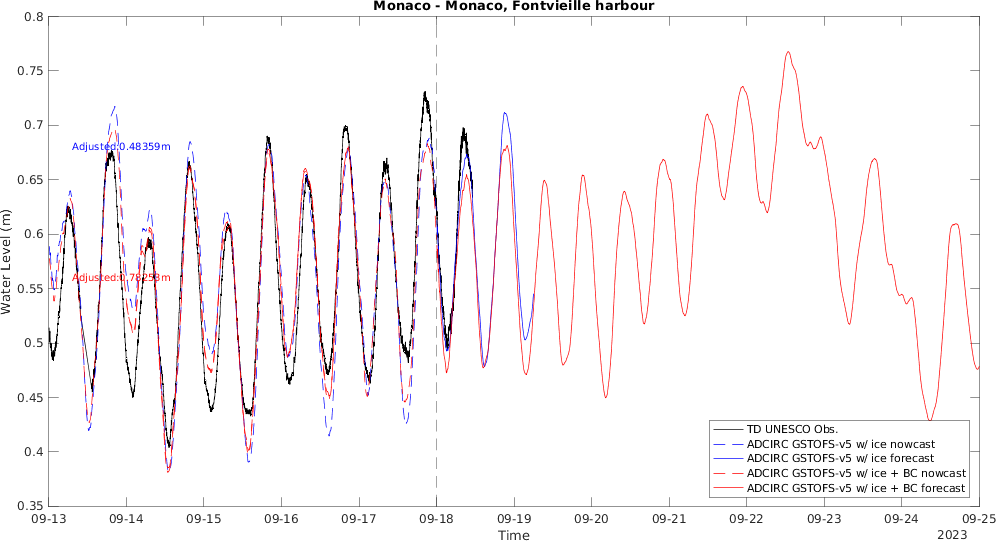 Monaco - Monaco, Fontvieille harbour
Water Level (m)
0.8
0.75
0.7
0.65
0.6
0.55
0.5
0.45
0.4
0.35
Adjusted:0.48359m
Adjusted:0.78253m
TD UNESCO Obs.
ADCIRC GSTOFS-v5 w/ ice nowcast
ADCIRC GSTOFS-v5 w/ ice forecast
ADCIRC GSTOFS-v5 w/ ice + BC nowcast
ADCIRC GSTOFS-v5 w/ ice + BC forecast
09-13 09-14 09-15 09-16 09-17 09-18 09-19 09-20 09-21 09-22 09-23 09-24 09-25
Time
2023